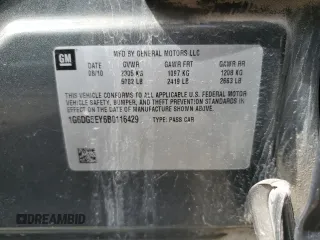 GM
MFD BY GENERAL MOTORS LLC
DATE GVWR GAWR FRT GAWR RR
08/10 2305 KG 1097 KG 1208 KG
LB 2419 LB 2663 LB
THIS VEHICLE CONFORMS TO ALL APPLICABLE U.S. FEDERAL MOTOR
VEHICLE SAFETY, BUMPER, AND THEFT PREVENTION STANDARDS
IN EFFECT ON THE DATE OF MANUFACTURE SHOWN ABOVE.
TYPE: PASS CAR
DREAMBID